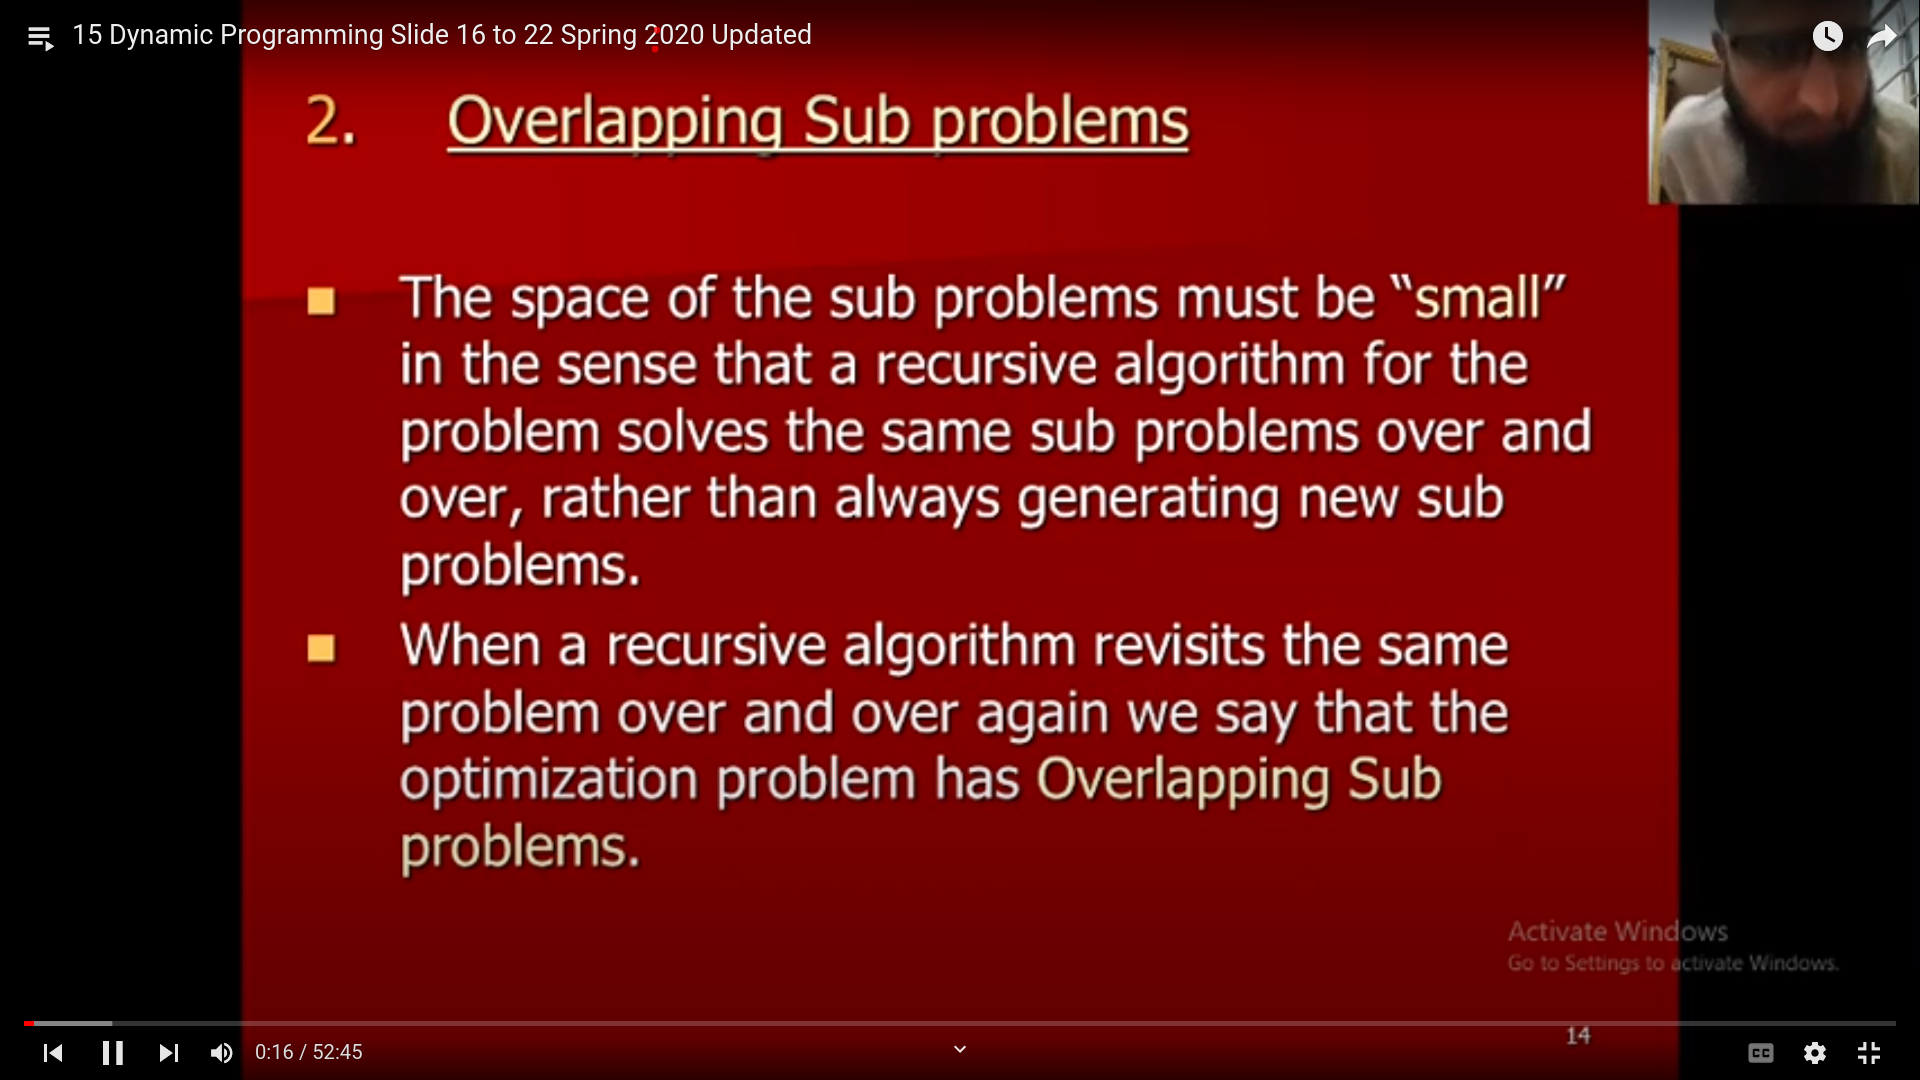 15 Dynamic Programming Slide 16 to 22 Spring 2020 Updated
2. Overlapping Sub problems
The space of the sub problems must be “small”
in the sense that a recursive algorithm for the
problem solves the same sub problems over and
over, rather than always generating new sub
problems.
When a recursive algorithm revisits the same
problem over and over again we say that the
optimization problem has Overlapping Sub
problems.
Activate Windows
Go to Settings to activate Windows.
14
0:16 / 52:45
CC